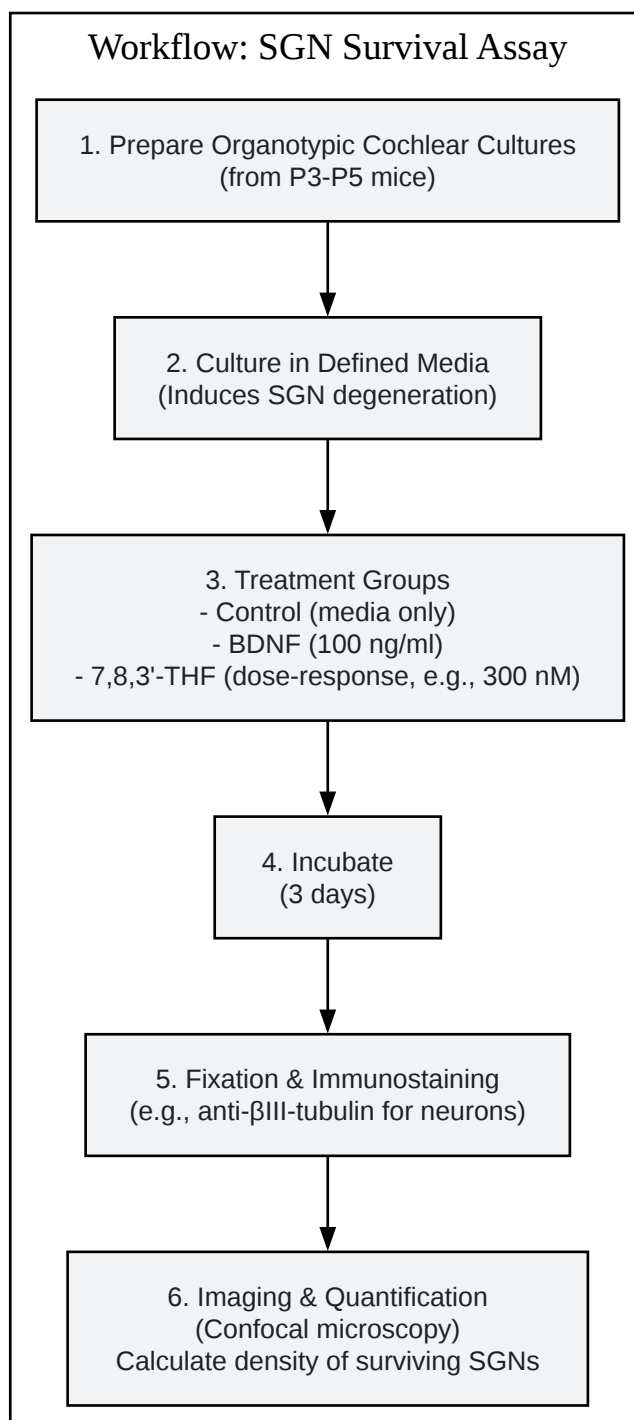 Workflow: SGN Survival Assay
1. Prepare Organotypic Cochlear Cultures
(from P3-P5 mice)
2. Culture in Defined Media
(Induces SGN degeneration)
3. Treatment Groups
- Control (media only)
- BDNF (100 ng/ml)
- 7,8,3'-THF (dose-response, e.g., 300 nM)
4. Incubate
(3 days)
5. Fixation & Immunostaining
(e.g., anti-βIII-tubulin for neurons)
6. Imaging & Quantification
(Confocal microscopy)
Calculate density of surviving SGNs